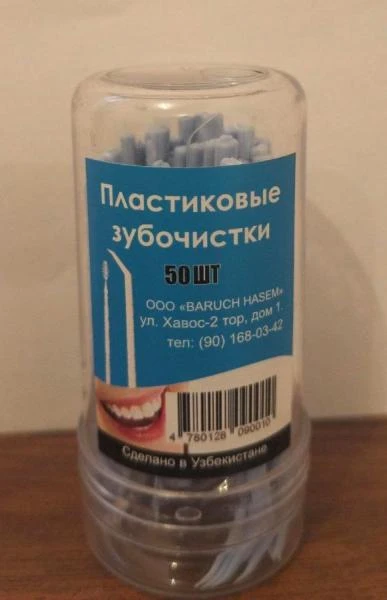 Пластиковые
зубочистки
50 ШТ
ООО «BARUCH HASEM»
ул. Хавос-2 тор, дом 1.
тел: (90) 168-03-42
4 780128 090010
Сделано в Узбекистане